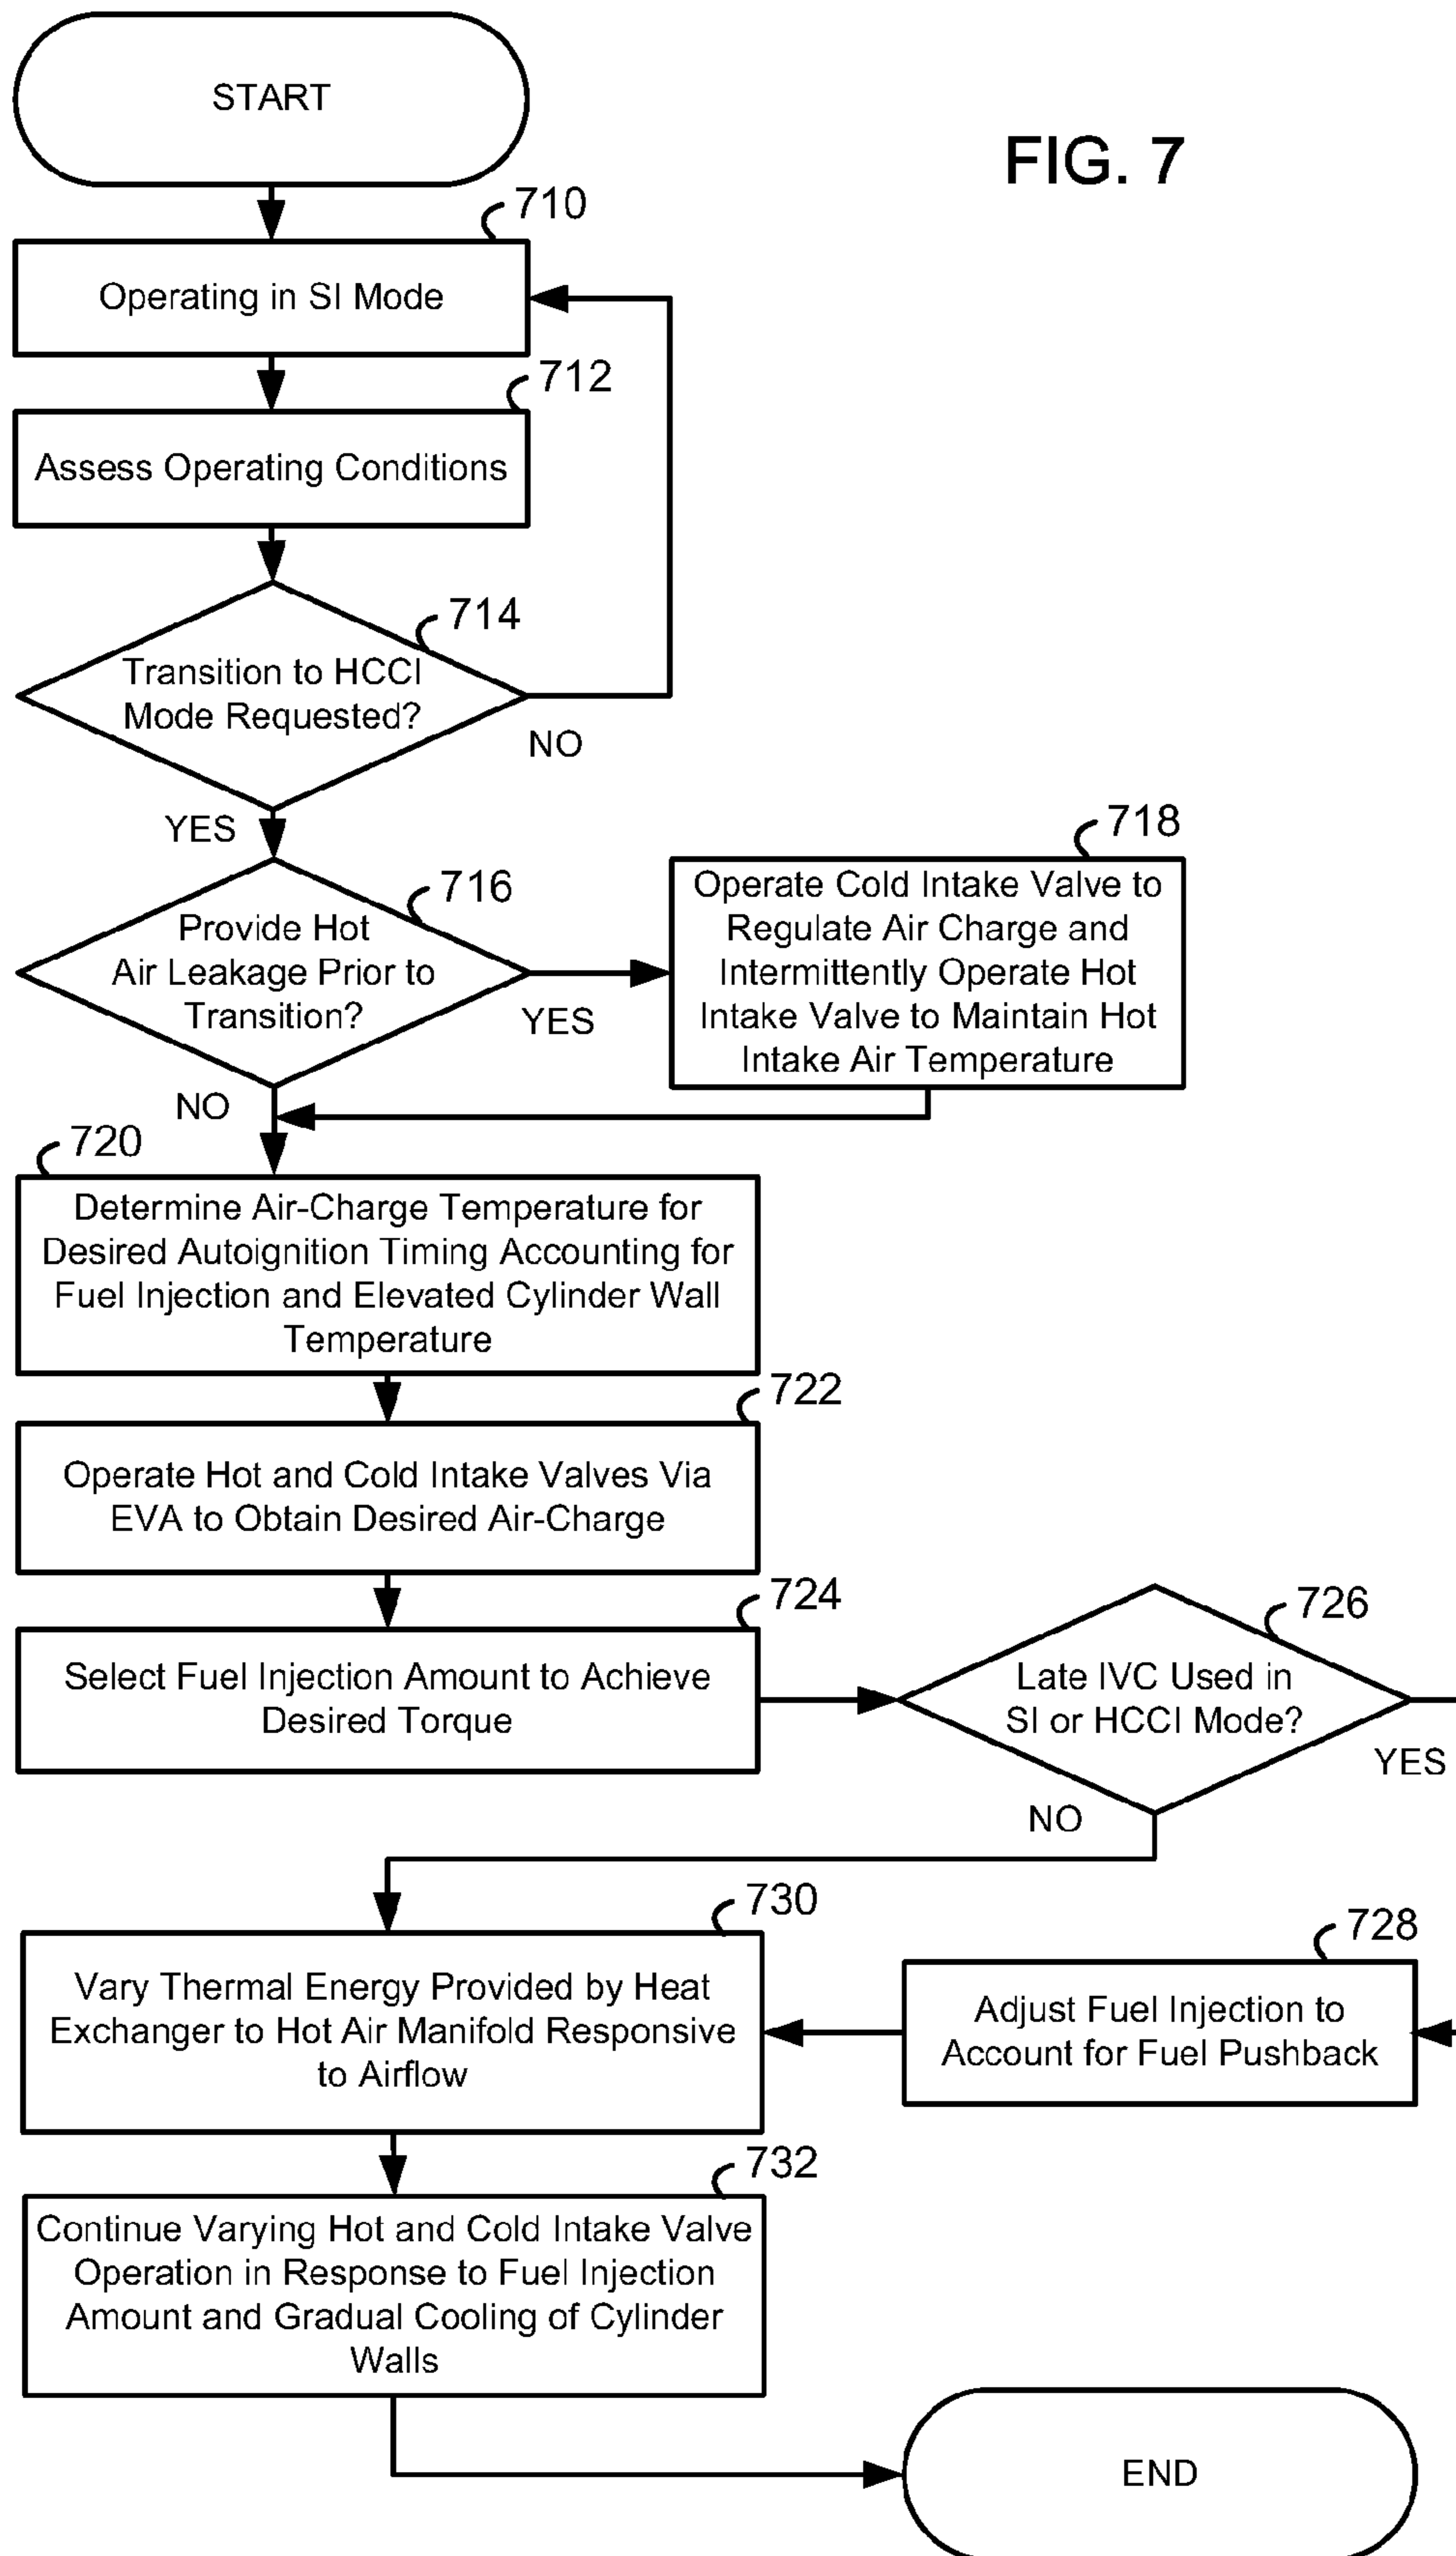 START
FIG. 7
710
Operating in SI Mode
712
Assess Operating Conditions
714
Transition to HCCI
Mode Requested?
NO
YES
716
Provide Hot
Air Leakage Prior to
Transition?
YES
NO
718
Operate Cold Intake Valve to
Regulate Air Charge and
Intermittently Operate Hot
Intake Valve to Maintain Hot
Intake Air Temperature
720
Determine Air-Charge Temperature for
Desired Autoignition Timing Accounting for
Fuel Injection and Elevated Cylinder Wall
Temperature
722
Operate Hot and Cold Intake Valves Via
EVA to Obtain Desired Air-Charge
724
Select Fuel Injection Amount to Achieve
Desired Torque
726
Late IVC Used in
SI or HCCI Mode?
YES
NO
728
Adjust Fuel Injection to
Account for Fuel Pushback
730
Vary Thermal Energy Provided by Heat
Exchanger to Hot Air Manifold Responsive
to Airflow
732
Continue Varying Hot and Cold Intake Valve
Operation in Response to Fuel Injection
Amount and Gradual Cooling of Cylinder
Walls
END